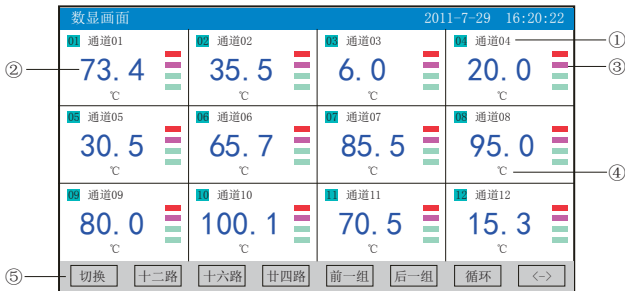 数显画面 2011-7-29 16:20:22
01 通道01 02 通道02 03 通道03 04 通道04 ①
② 73.4 35.5 6.0 20.0 ③
℃ ℃ ℃ ℃
05 通道05 06 通道06 07 通道07 08 通道08
30.5 65.7 85.5 95.0
℃ ℃ ℃ ℃ ④
09 通道09 10 通道10 11 通道11 12 通道12
80.0 100.1 70.5 15.3
℃ ℃ ℃ ℃
⑤ 切换 十二路 十六路 廿四路 前一组 后一组 循环 <->